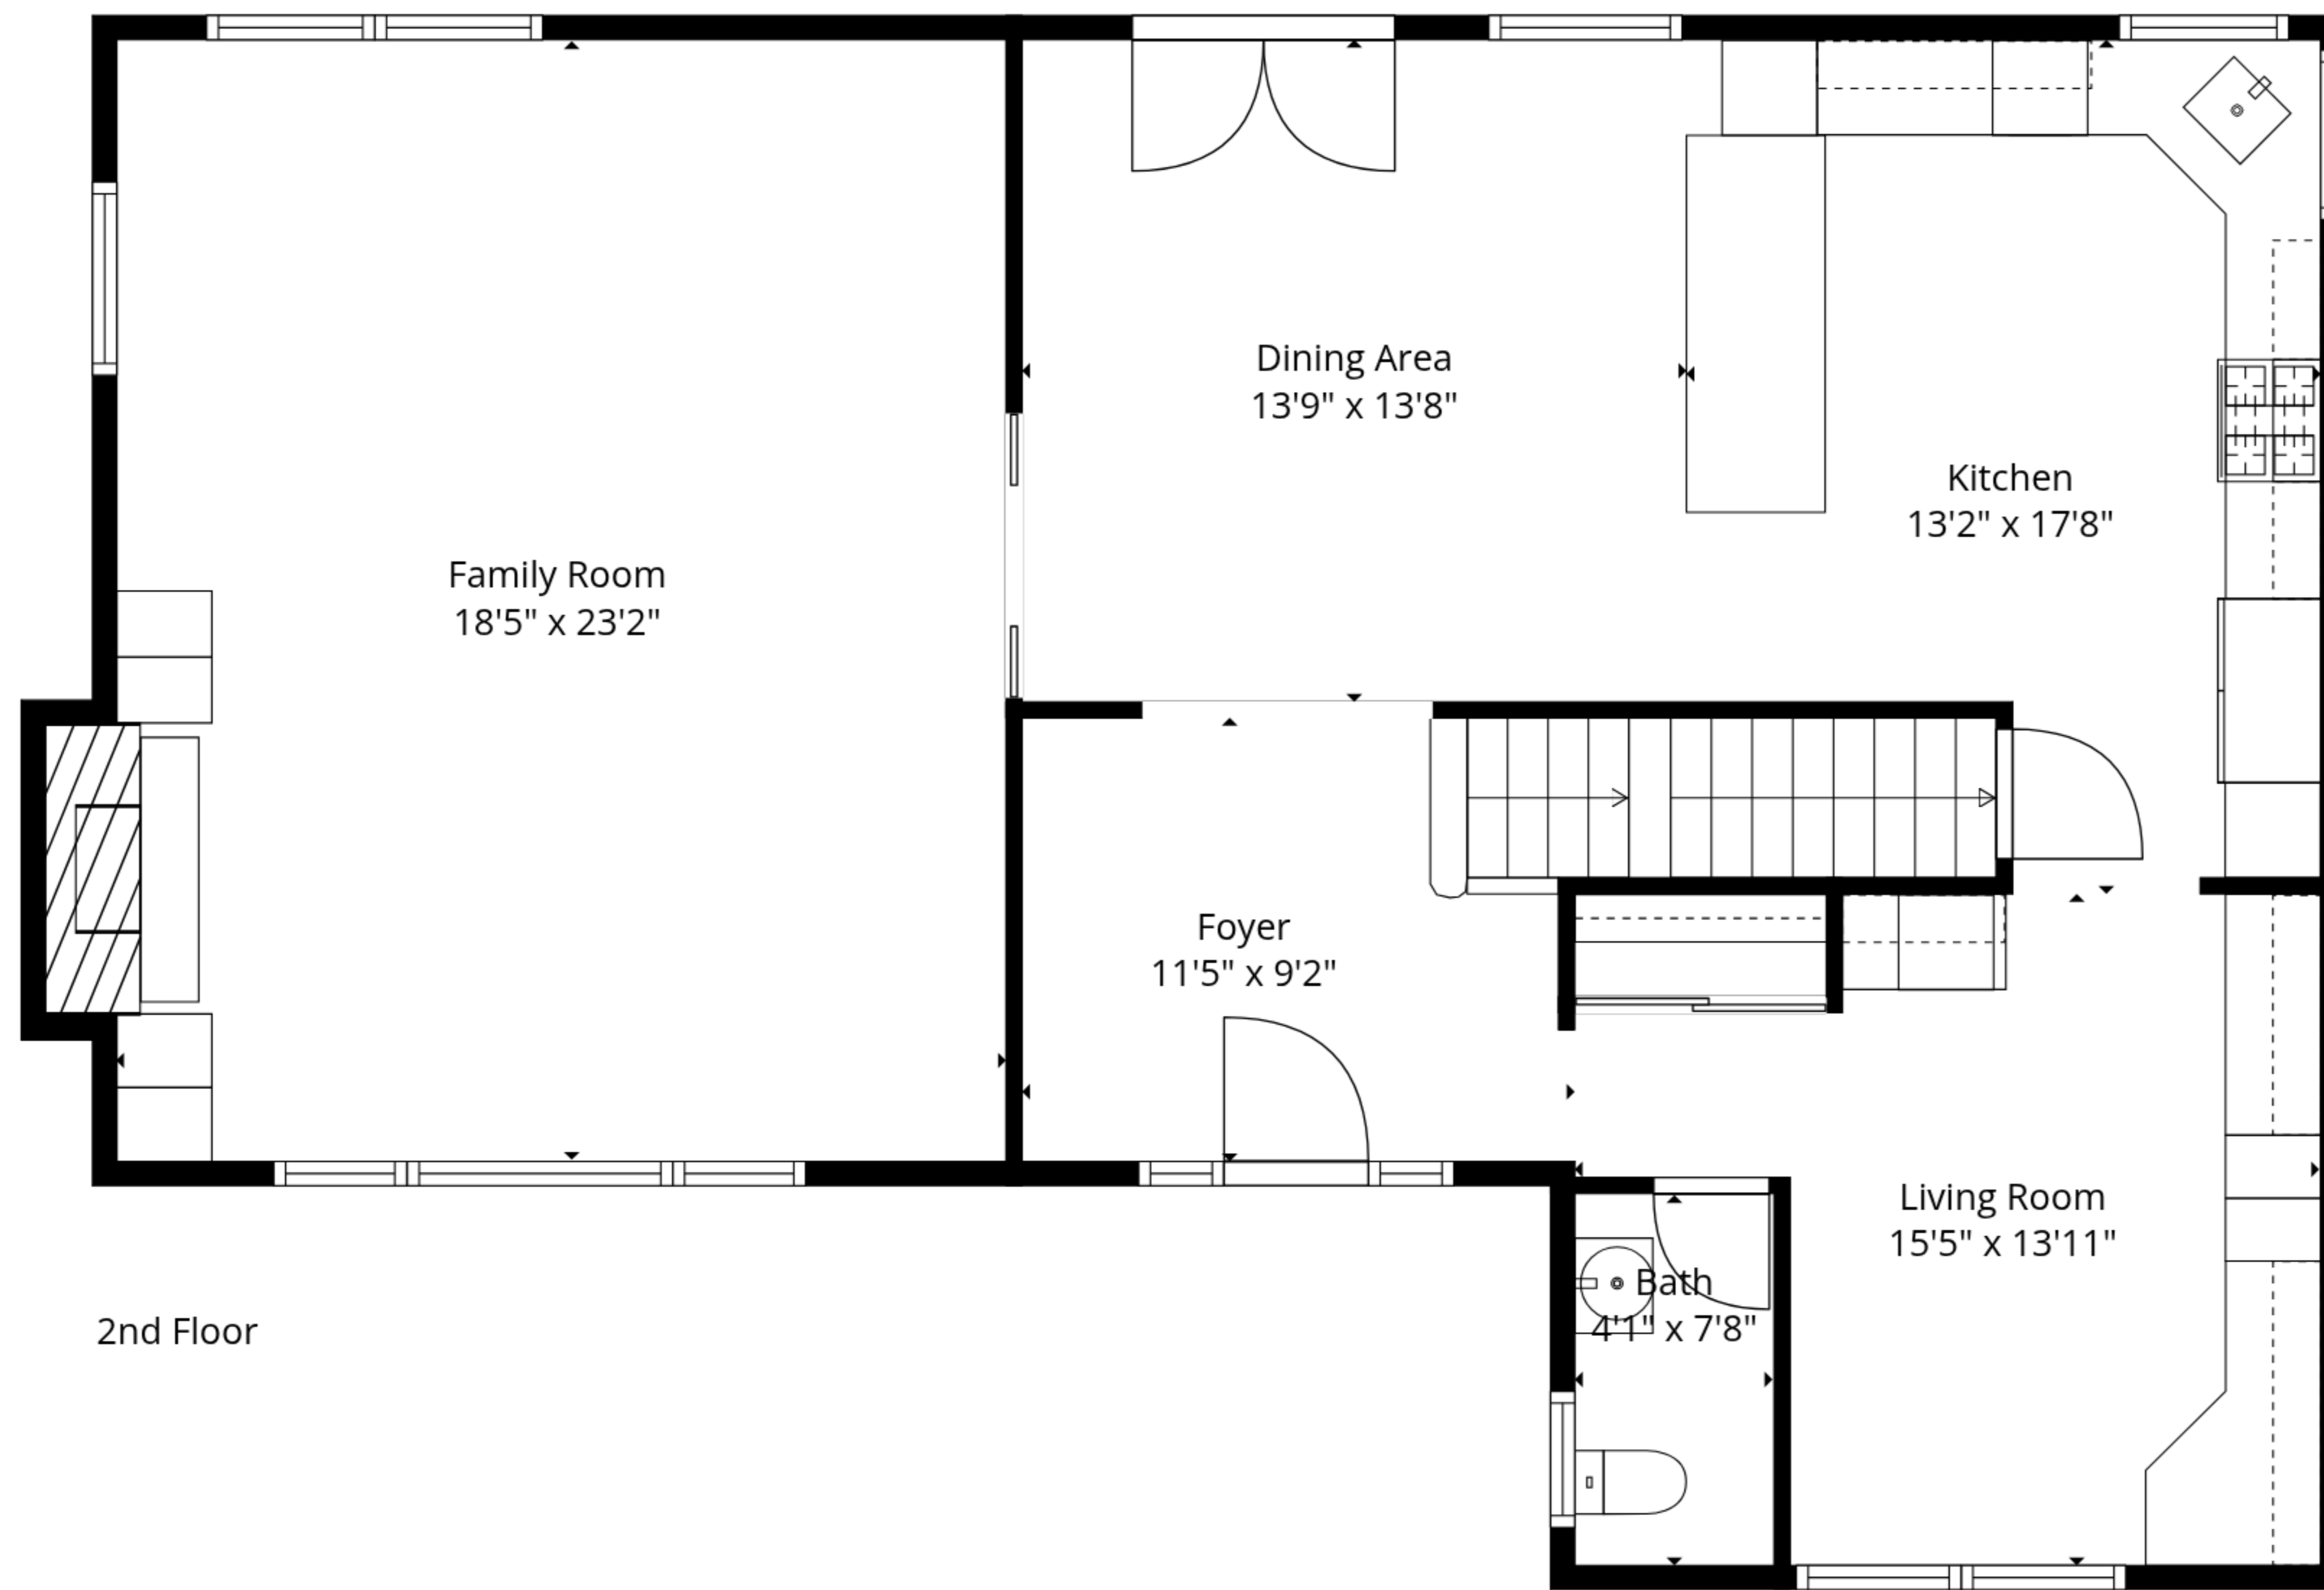 Dining Area
13'9" x 13'8"
Kitchen
13'2" x 17'8"
Family Room
18'5" x 23'2"
Foyer
11'5" x 9'2"
Living Room
15'5" x 13'11"
Bath
4'1" x 7'8"
2nd Floor